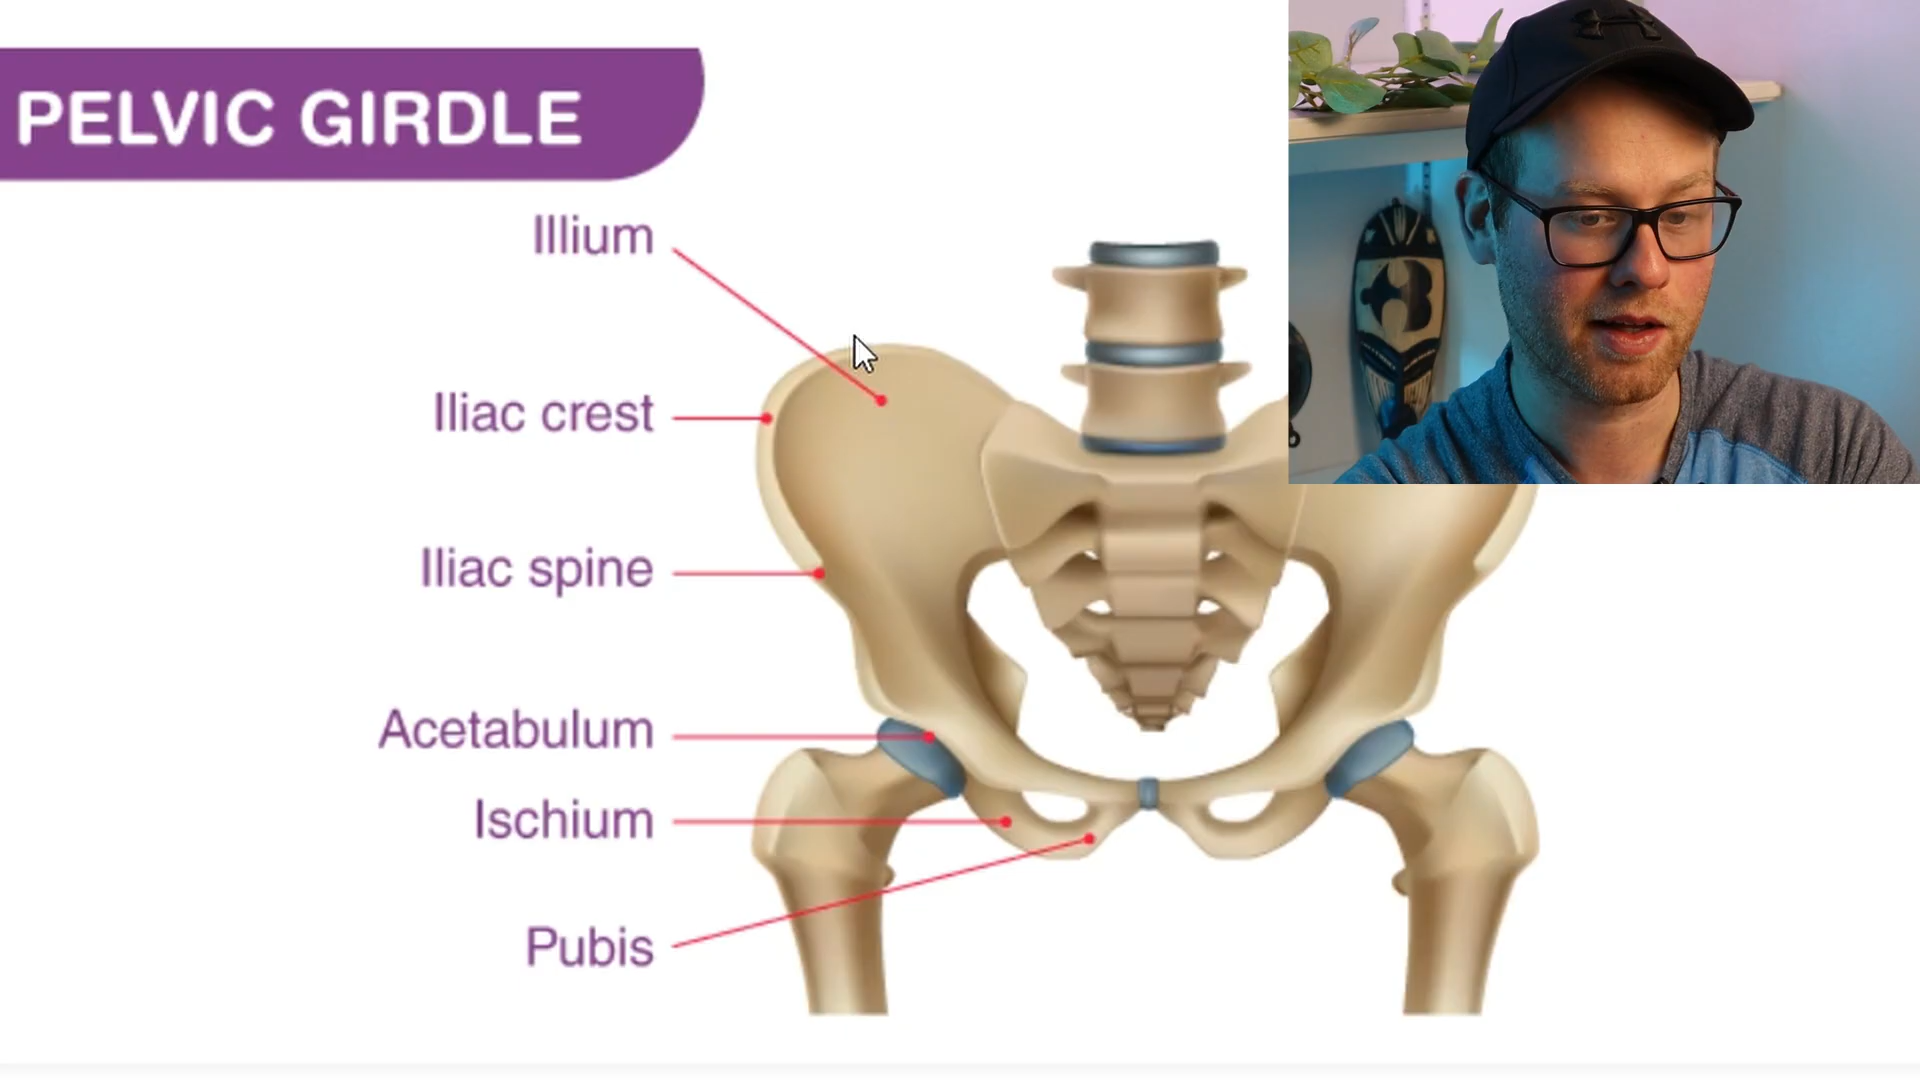 PELVIC GIRDLE
Illium
Iliac crest
Iliac spine
Acetabulum
Ischium
Pubis